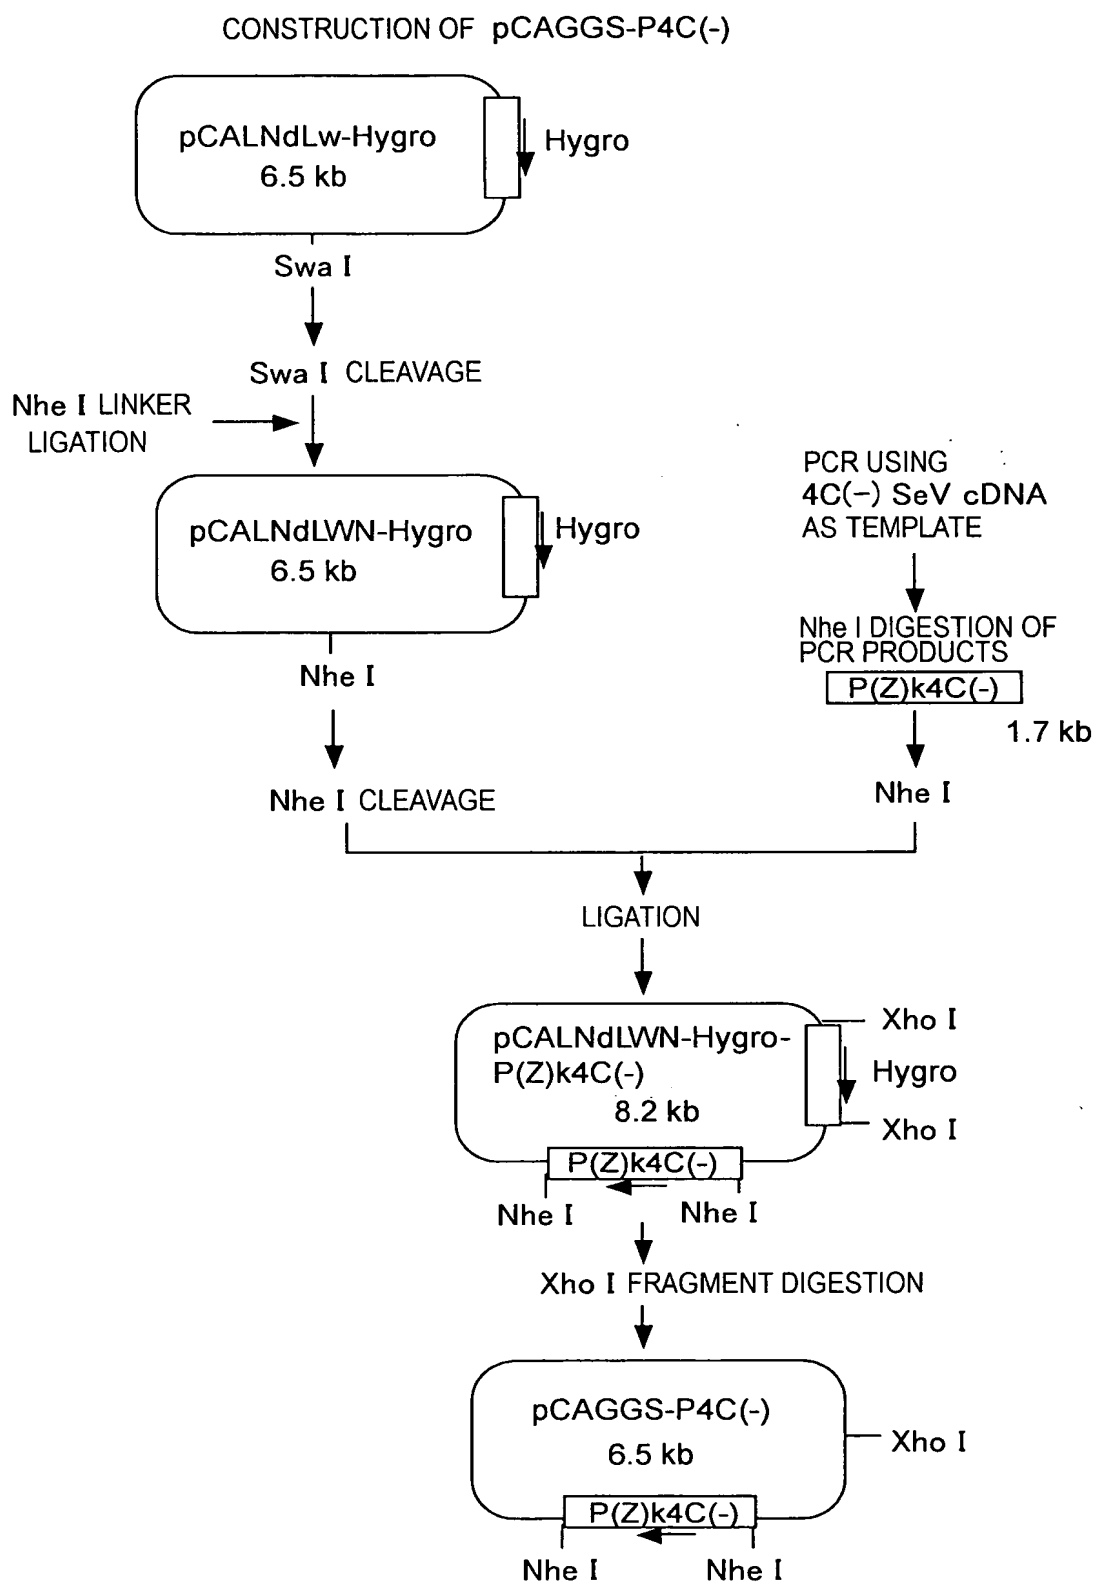 CONSTRUCTION OF pCAGGS-P4C(-)
pCALNdLw-Hygro
6.5 kb
Hygro
Swa I
Swa I CLEAVAGE
Nhe I LINKER
LIGATION
pCALNdLWN-Hygro
6.5 kb
Hygro
Nhe I
Nhe I CLEAVAGE
PCR USING
4C(−) SeV cDNA
AS TEMPLATE
Nhe I DIGESTION OF
PCR PRODUCTS
P(Z)k4C(-)
1.7 kb
Nhe I
LIGATION
pCALNdLWN-Hygro-
P(Z)k4C(-)
8.2 kb
Xho I
Hygro
Xho I
P(Z)k4C(-)
Nhe I
Nhe I
Xho I FRAGMENT DIGESTION
pCAGGS-P4C(-)
6.5 kb
Xho I
P(Z)k4C(-)
Nhe I
Nhe I